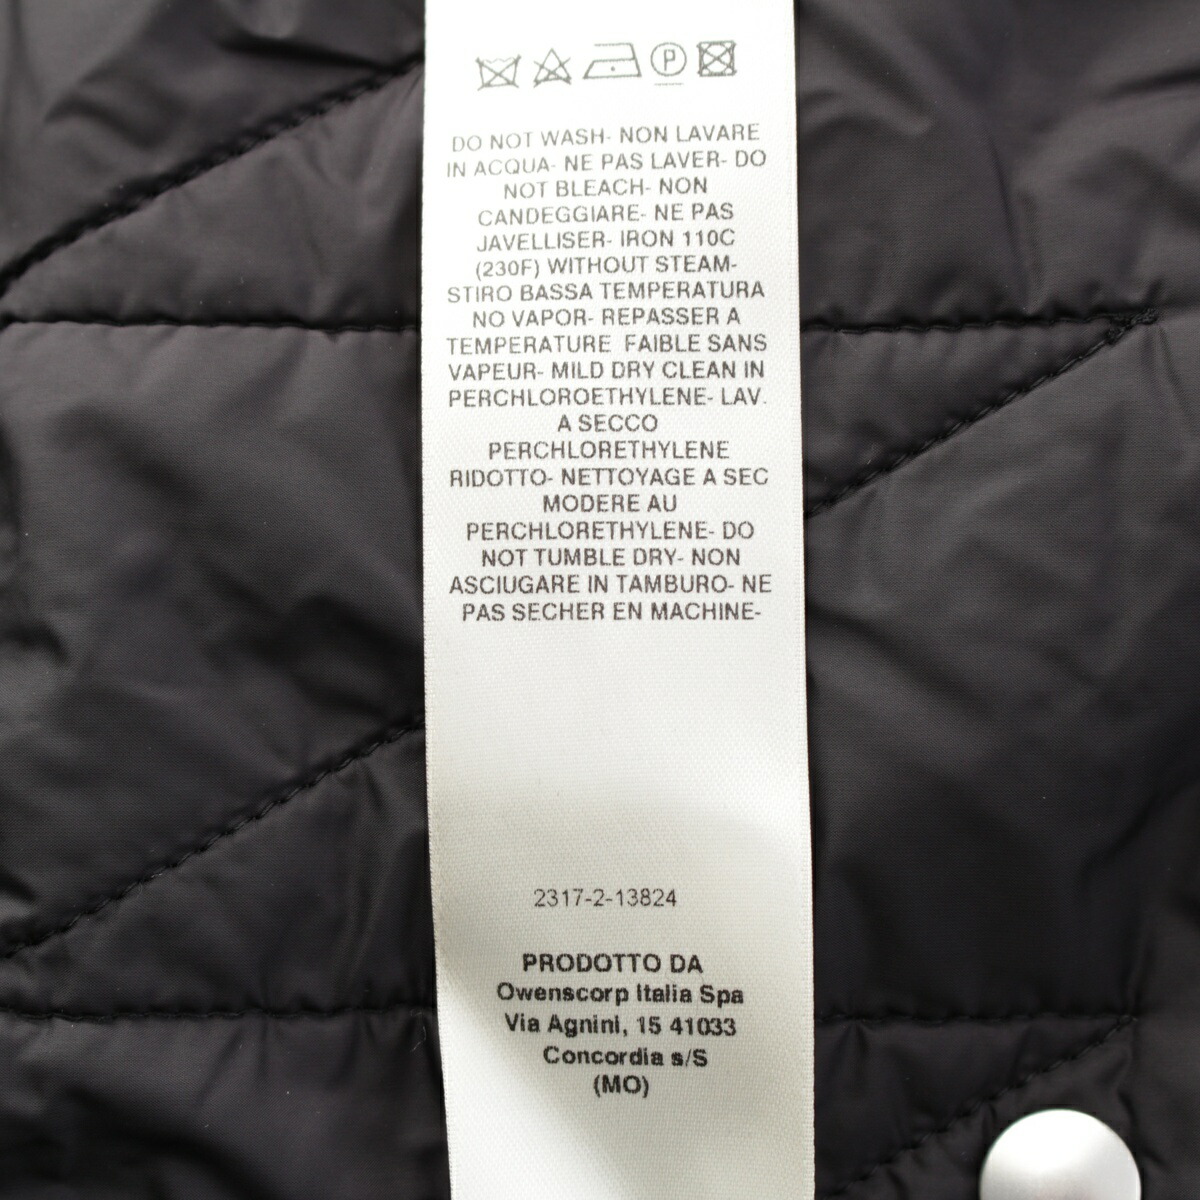 P
DO NOT WASH- NON LAVARE
IN ACQUA- NE PAS LAVER- DO
NOT BLEACH- NON
CANDEGGIARE- NE PAS
JAVELLISER- IRON 110C
(230F) WITHOUT STEAM-
STIRO BASSA TEMPERATURA
NO VAPOR- REPASSER A
TEMPERATURE FAIBLE SANS
VAPEUR- MILD DRY CLEAN IN
PERCHLOROETHYLENE- LAV.
A SECCO
PERCHLORETHYLENE
RIDOTTO- NETTOYAGE A SEC
MODERE AU
PERCHLORETHYLENE- DO
NOT TUMBLE DRY- NON
ASCIUGARE IN TAMBURO- NE
PAS SECHER EN MACHINE-
2317-2-13824
PRODOTTO DA
Owenscorp Italia Spa
Via Agnini, 15 41033
Concordia s/S
(MO)